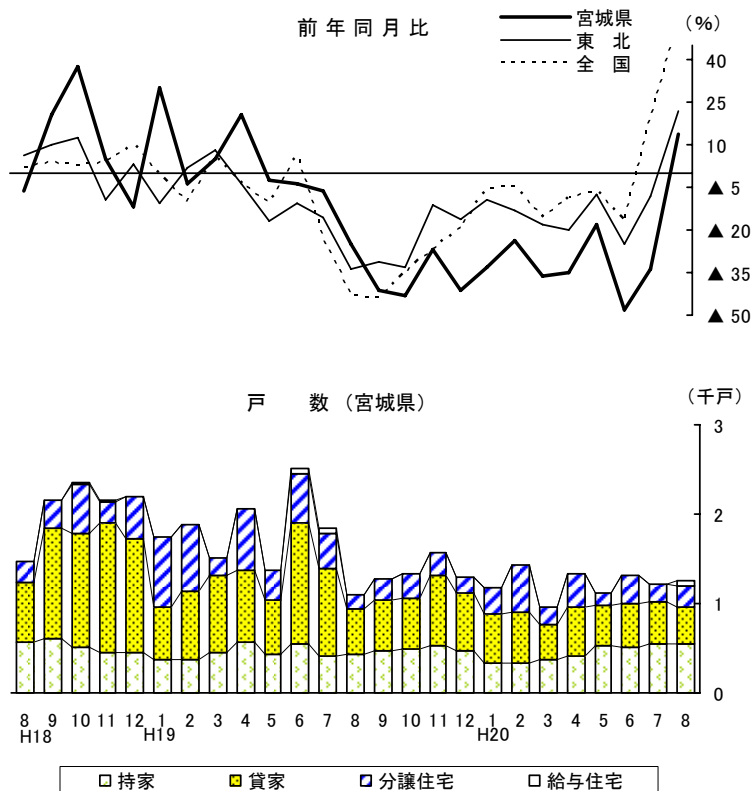 前年同月比
宮城県
東 北
全 国
(%)
40
25
10
▲ 5
▲ 20
▲ 35
▲ 50
戸 数 (宮城県)
(千戸)
3
2
1
0
8 9 10 11 12 1 2 3 4 5 6 7 8 9 10 11 12 1 2 3 4 5 6 7 8
H18 H19 H20
持家 貸家 分譲住宅 給与住宅